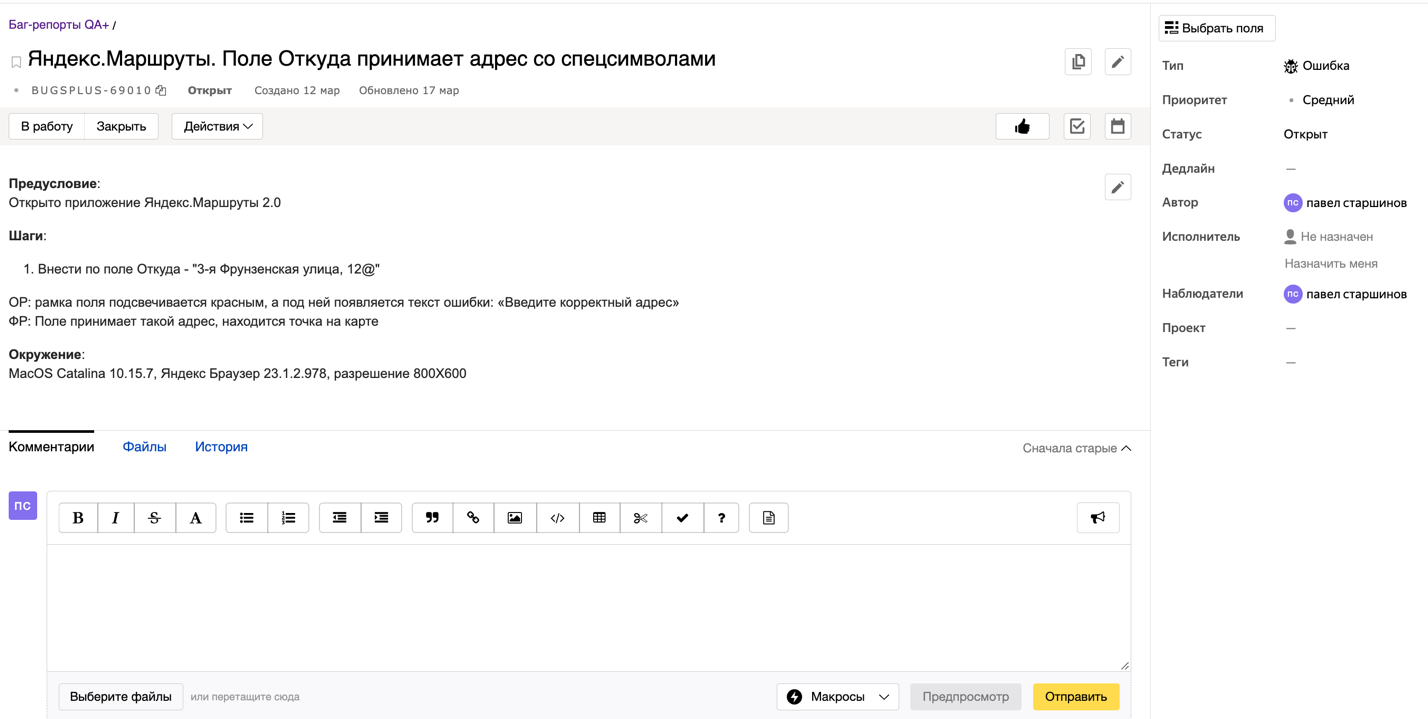 Баг-репорты QA+ /
Яндекс.Маршруты. Поле Откуда принимает адрес со спецсимволами
BUGSPLUS-69010 Открыт Создано 12 мар Обновлено 17 мар
В работу Закрыть Действия
Предусловие:
Открыто приложение Яндекс.Маршруты 2.0
Шаги:
1. Внести по поле Откуда - "3-я Фрунзенская улица, 12@"
ОР: рамка поля подсвечивается красным, а под ней появляется текст ошибки: «Введите корректный адрес»
ФР: Поле принимает такой адрес, находится точка на карте
Окружение:
MacOS Catalina 10.15.7, Яндекс Браузер 23.1.2.978, разрешение 800X600
Комментарии Файлы История Сначала старые
ПС
B I S A </> ?
Выберите файлы или перетащите сюда Макросы Предпросмотр Отправить
Выбрать поля
Тип Ошибка
Приоритет Средний
Статус Открыт
Дедлайн —
Автор ПС павел старшинов
Исполнитель Не назначен
Назначить меня
Наблюдатели ПС павел старшинов
Проект —
Теги —